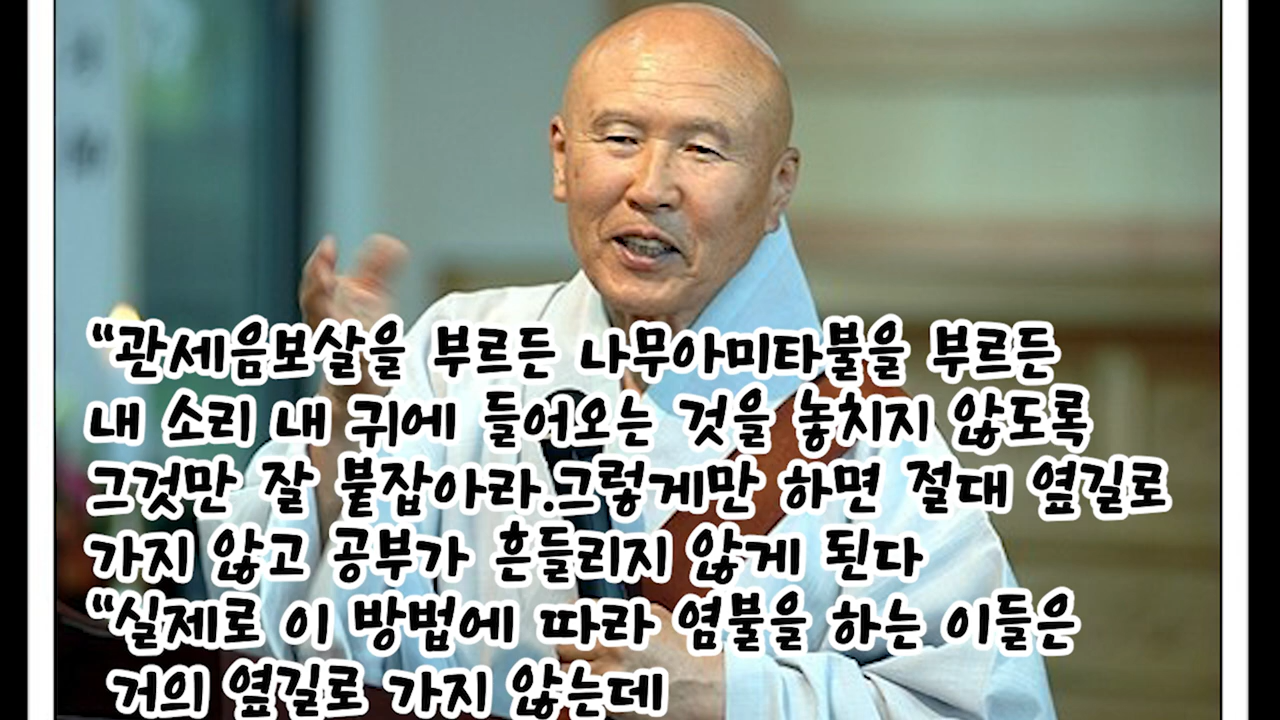 “관세음보살을 부르든 나무아미타불을 부르든
내 소리 내 귀에 들어오는 것을 놓치지 않도록
그것만 잘 붙잡아라.그렇게만 하면 절대 옆길로
가지 않고 공부가 흔들리지 않게 된다
“실제로 이 방법에 따라 염불을 하는 이들은
거의 옆길로 가지 않는데